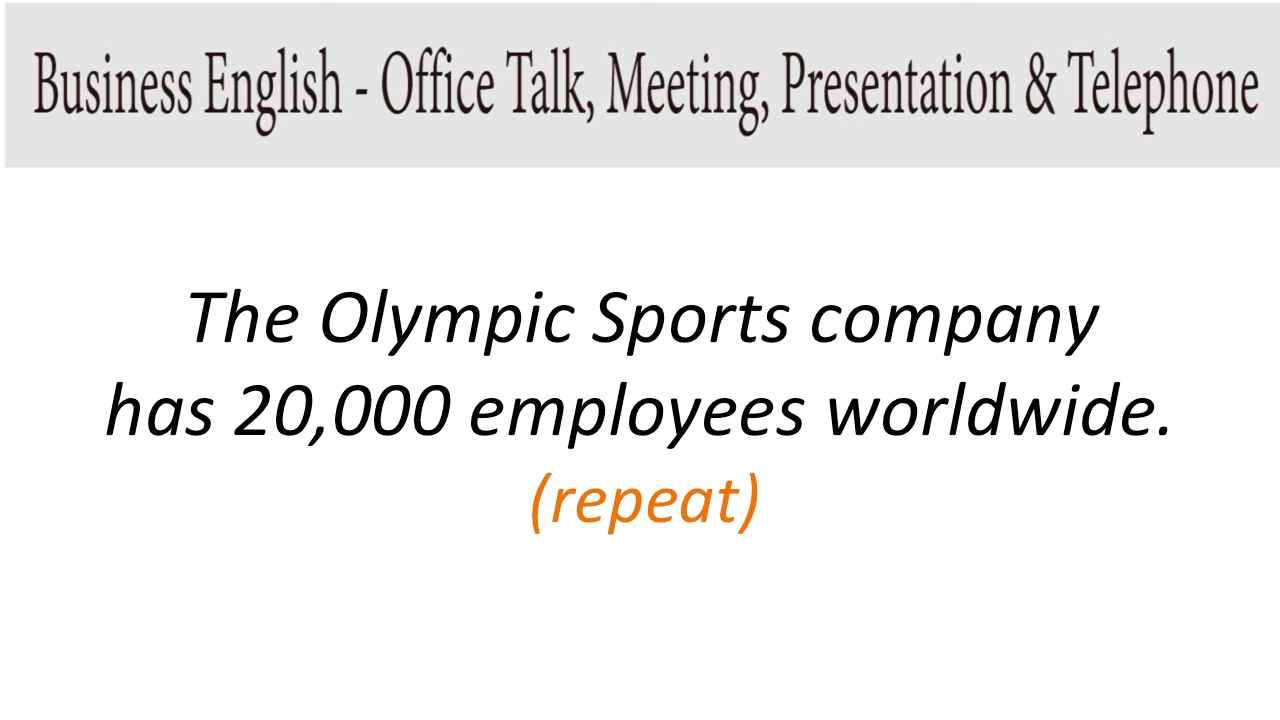 Business English - Office Talk, Meeting, Presentation & Telephone
The Olympic Sports company
has 20,000 employees worldwide.
(repeat)